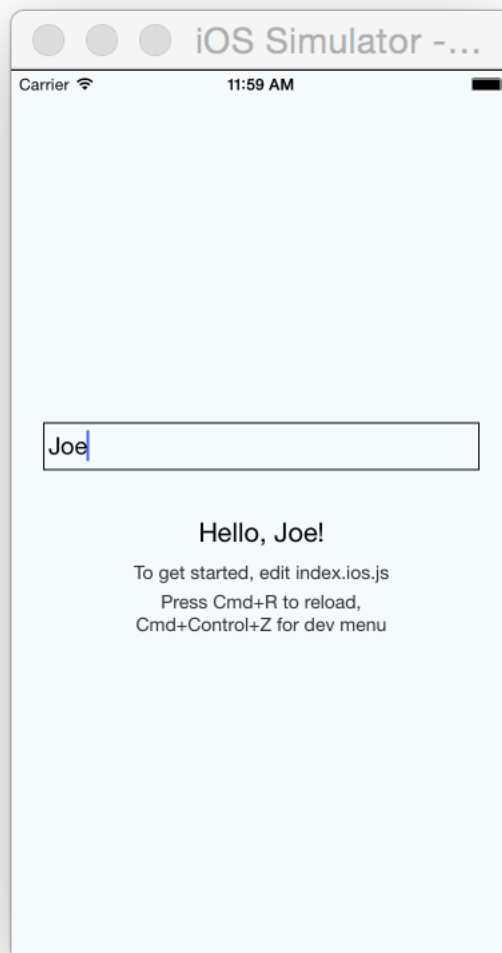 iOS Simulator -...
Carrier 11:59 AM
Joe
Hello, Joe!
To get started, edit index.ios.js
Press Cmd+R to reload,
Cmd+Control+Z for dev menu